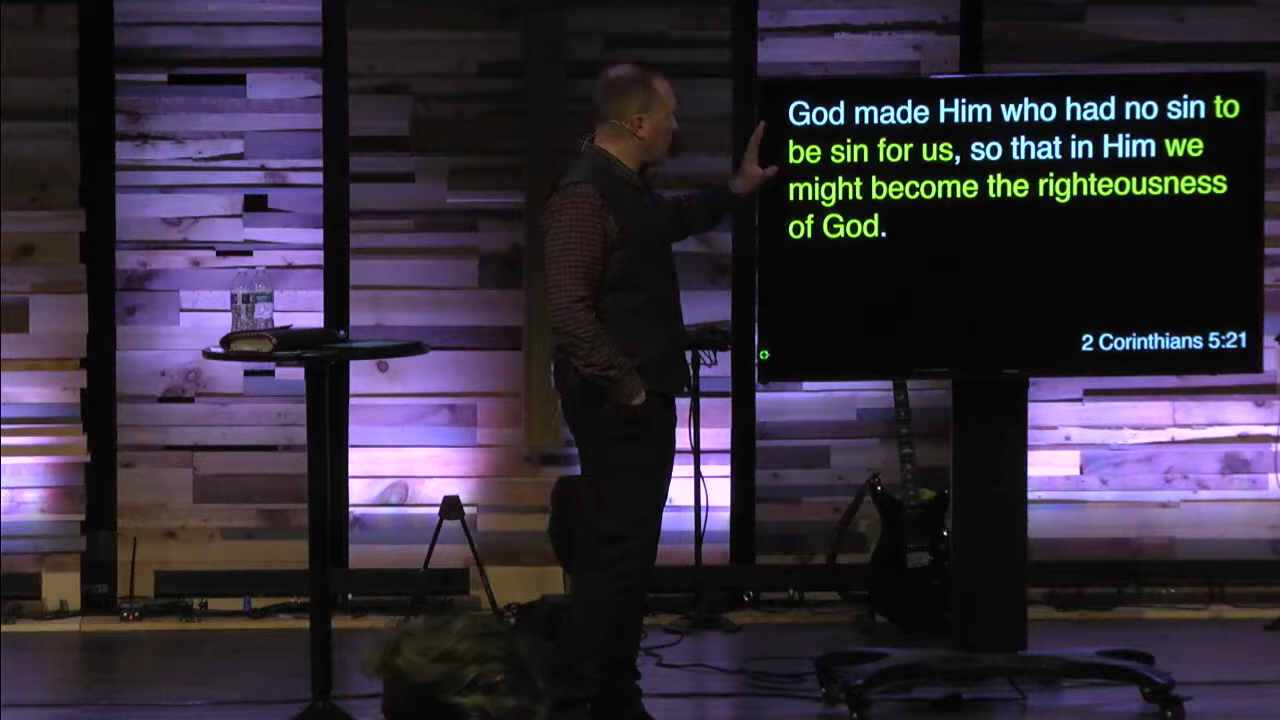 God made Him who had no sin to
be sin for us, so that in Him we
might become the righteousness
of God.
2 Corinthians 5:21